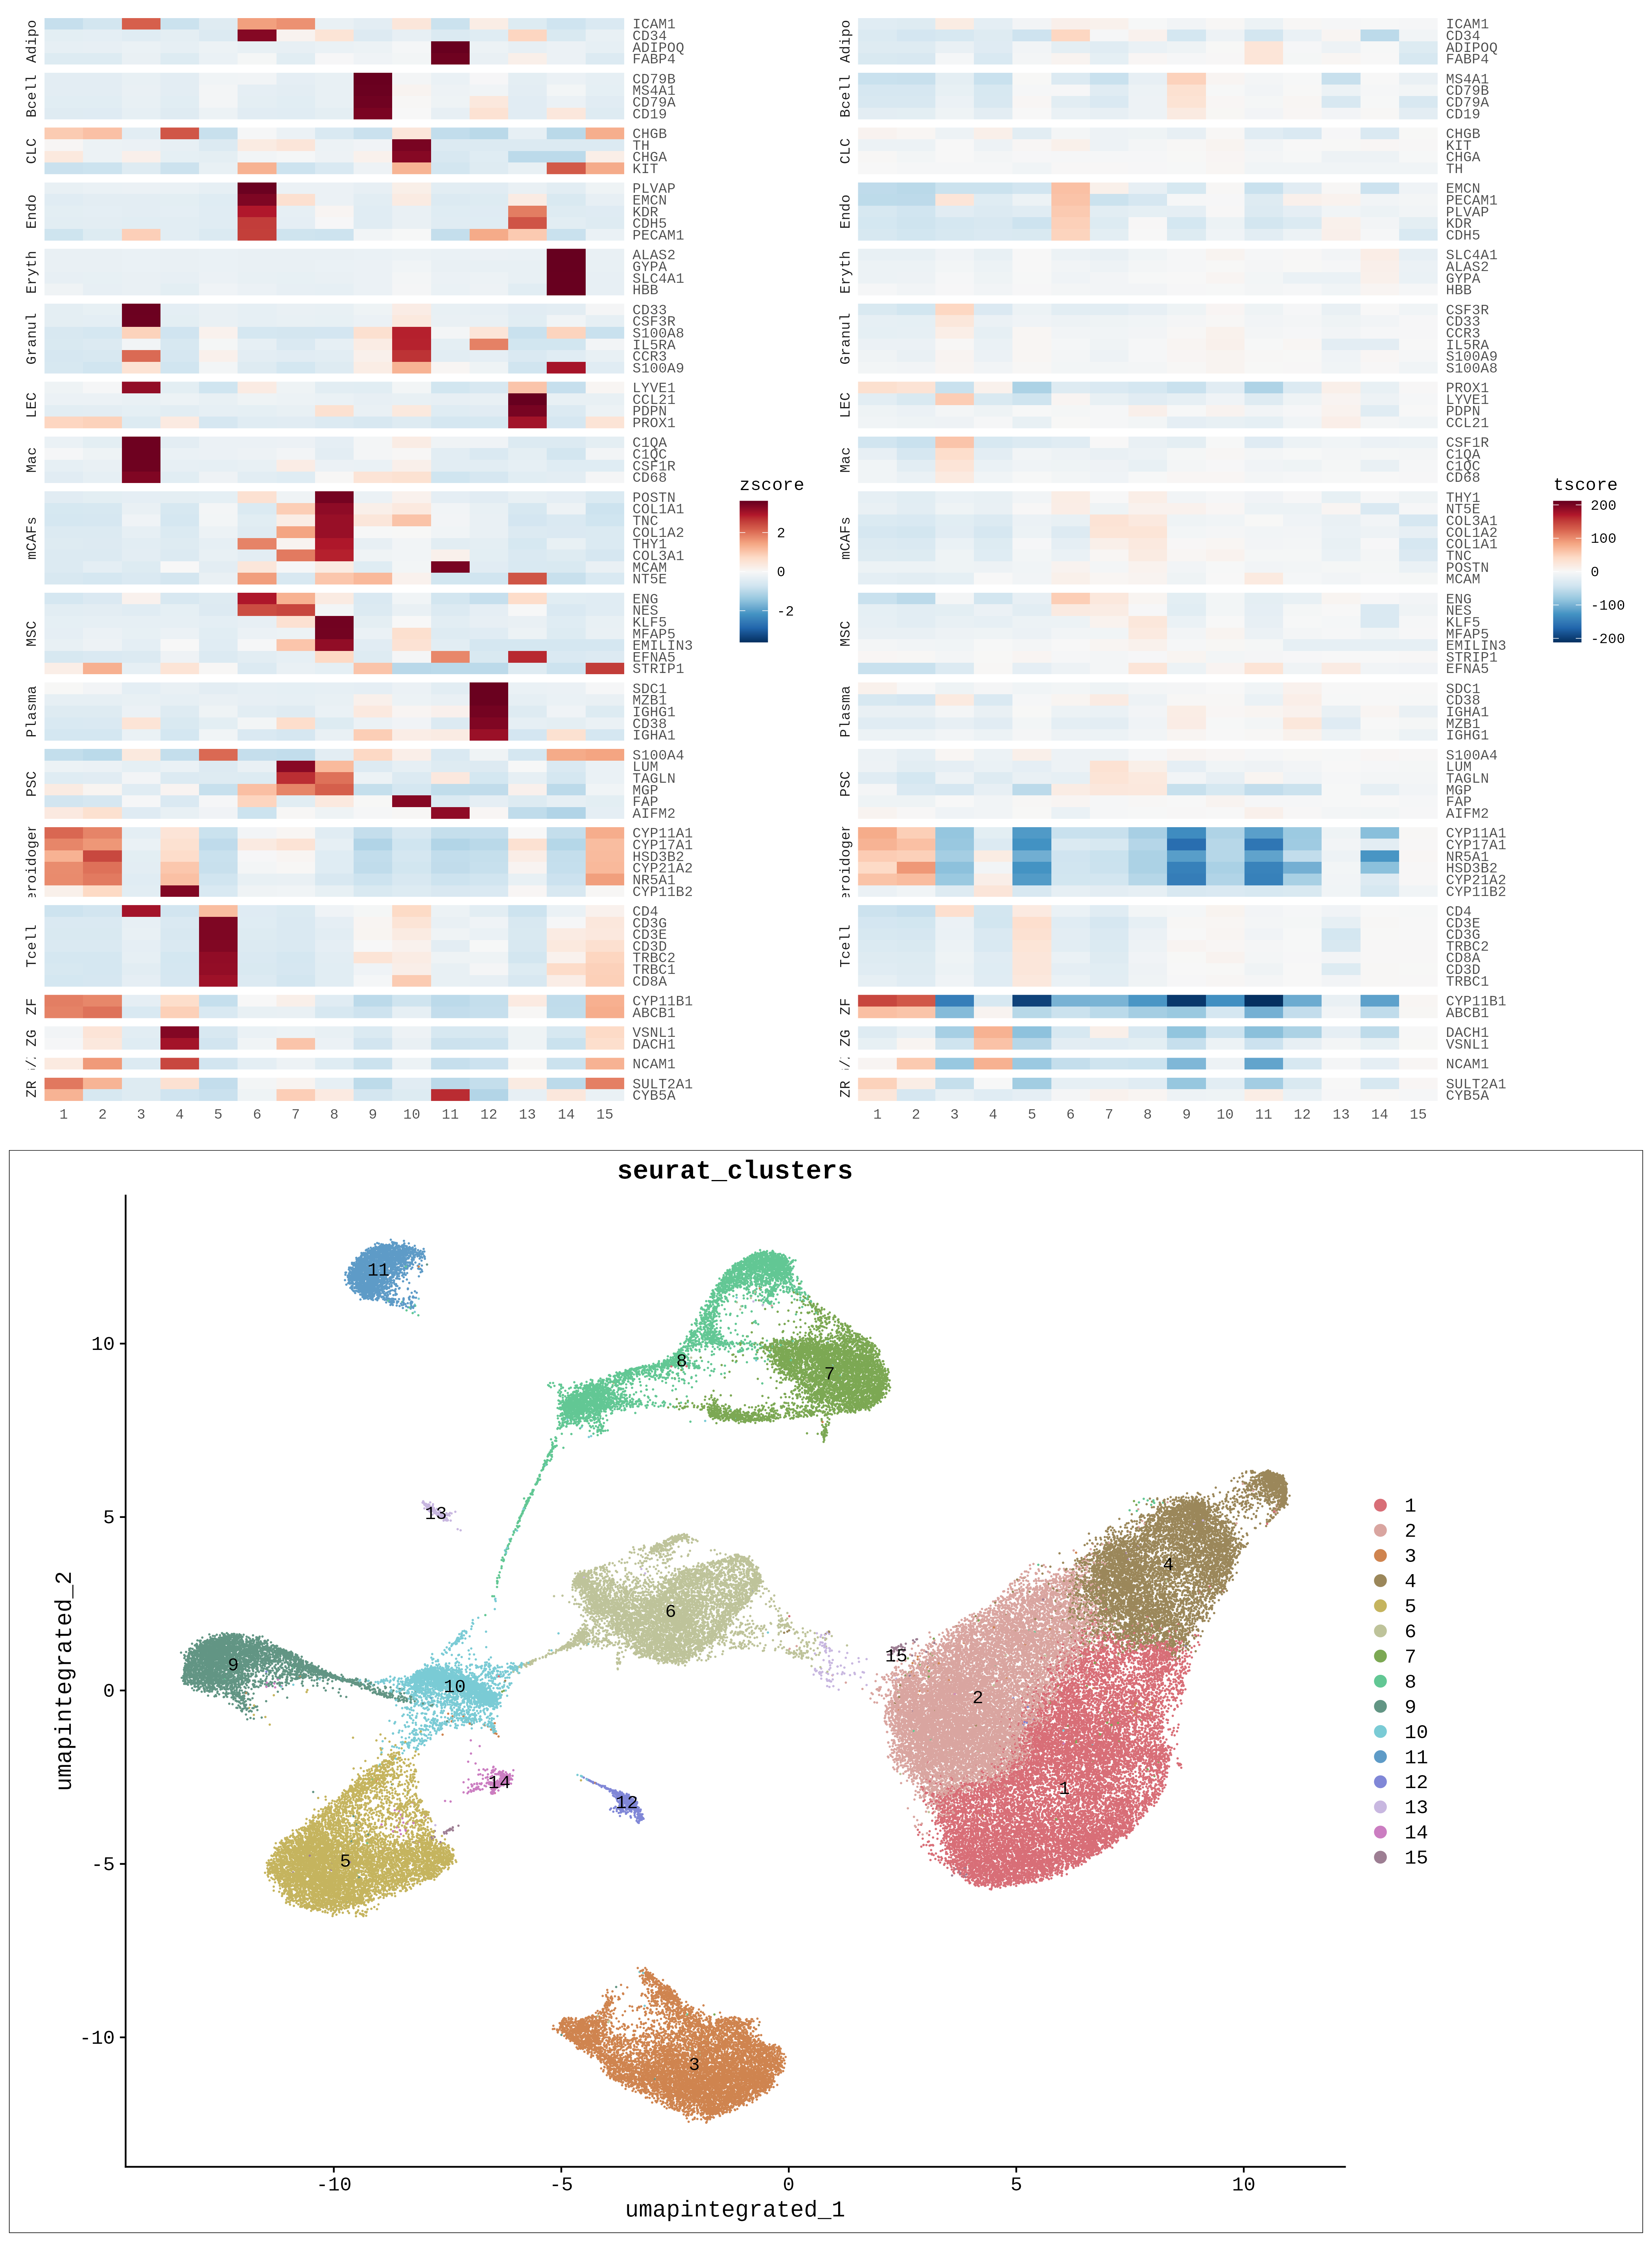 Adipo
ICAM1
CD34
ADIPOQ
FABP4
Bcell
CD79B
MS4A1
CD79A
CD19
CLC
CHGB
TH
CHGA
KIT
Endo
PLVAP
EMCN
KDR
CDH5
PECAM1
Eryth
ALAS2
GYPA
SLC4A1
HBB
Granul
CD33
CSF3R
S100A8
IL5RA
CCR3
S100A9
LEC
LYVE1
CCL21
PDPN
PROX1
Mac
C1QA
C1QC
CSF1R
CD68
mCAFs
POSTN
COL1A1
TNC
COL1A2
THY1
COL3A1
MCAM
NT5E
MSC
ENG
NES
KLF5
MFAP5
EMILIN3
EFNA5
STRIP1
Plasma
SDC1
MZB1
IGHG1
CD38
IGHA1
PSC
S100A4
LUM
TAGLN
MGP
FAP
AIFM2
eroidoger
CYP11A1
CYP17A1
HSD3B2
CYP21A2
NR5A1
CYP11B2
Tcell
CD4
CD3G
CD3E
CD3D
TRBC2
TRBC1
CD8A
ZF
CYP11B1
ABCB1
ZG
VSNL1
DACH1
NCAM1
ZR
SULT2A1
CYB5A
1 2 3 4 5 6 7 8 9 10 11 12 13 14 15
zscore
2
0
-2
Adipo
ICAM1
CD34
ADIPOQ
FABP4
Bcell
MS4A1
CD79B
CD79A
CD19
CLC
CHGB
KIT
CHGA
TH
Endo
EMCN
PECAM1
PLVAP
KDR
CDH5
Eryth
SLC4A1
ALAS2
GYPA
HBB
Granul
CSF3R
CD33
CCR3
IL5RA
S100A9
S100A8
LEC
PROX1
LYVE1
PDPN
CCL21
Mac
CSF1R
C1QA
C1QC
CD68
mCAFs
THY1
NT5E
COL3A1
COL1A2
COL1A1
TNC
POSTN
MCAM
MSC
ENG
NES
KLF5
MFAP5
EMILIN3
STRIP1
EFNA5
Plasma
SDC1
CD38
IGHA1
MZB1
IGHG1
PSC
S100A4
LUM
TAGLN
MGP
FAP
AIFM2
eroidoger
CYP11A1
CYP17A1
NR5A1
HSD3B2
CYP21A2
CYP11B2
Tcell
CD4
CD3E
CD3G
TRBC2
CD8A
CD3D
TRBC1
ZF
CYP11B1
ABCB1
ZG
DACH1
VSNL1
NCAM1
ZR
SULT2A1
CYB5A
1 2 3 4 5 6 7 8 9 10 11 12 13 14 15
tscore
200
100
0
-100
-200
seurat_clusters
umapintegrated_2
10
5
0
-5
-10
11
8
7
13
4
6
15
9
10
2
14
12
1
5
3
-10 -5 0 5 10
umapintegrated_1
1
2
3
4
5
6
7
8
9
10
11
12
13
14
15